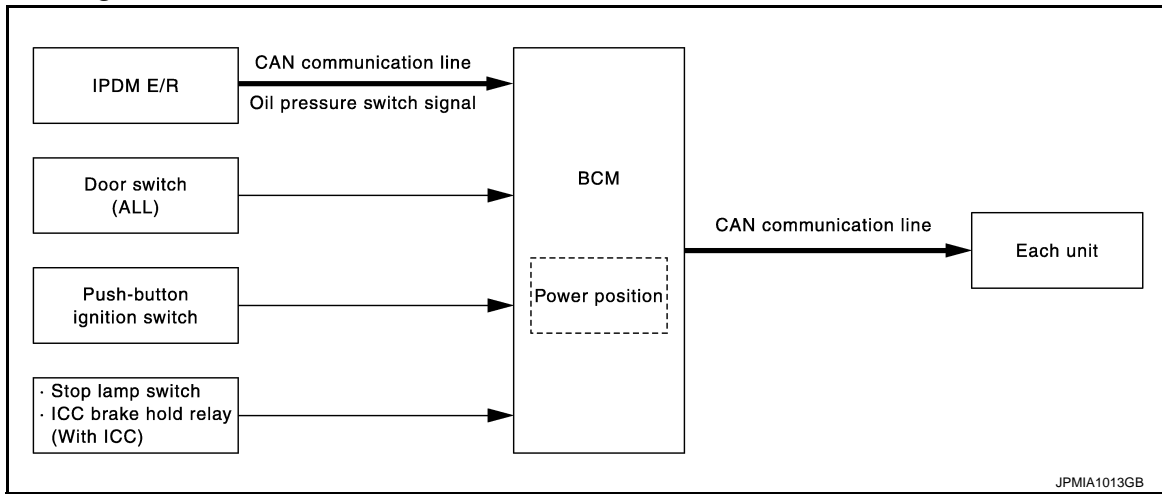 IPDM E/R
CAN communication line
Oil pressure switch signal
Door switch
(ALL)
Push-button
ignition switch
· Stop lamp switch
· ICC brake hold relay
(With ICC)
BCM
Power position
CAN communication line
Each unit
JPMIA1013GB